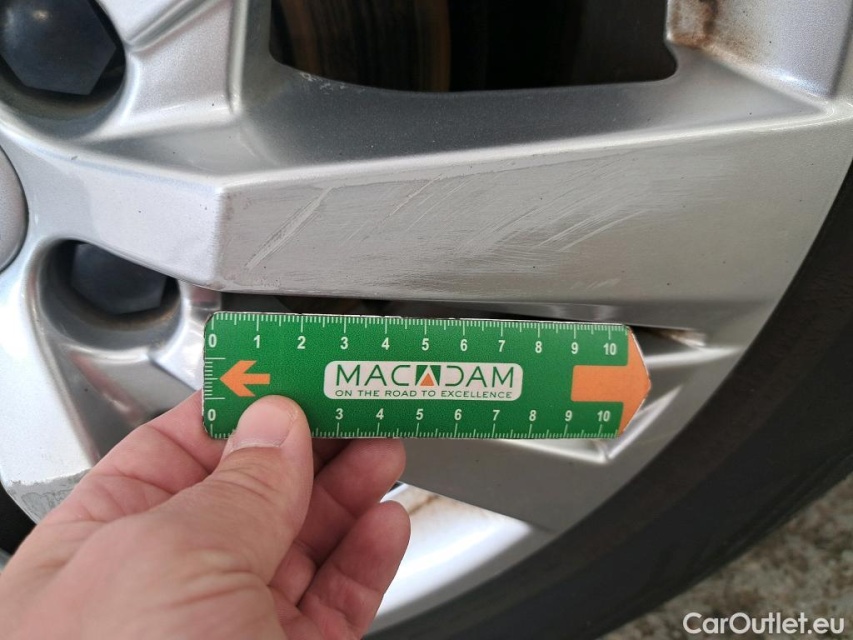 0 1 2 3 4 5 6 7 8 9 10
MACADAM
ON THE ROAD TO EXCELLENCE
0 3 4 5 6 7 8 9 10
CarOutlet.eu